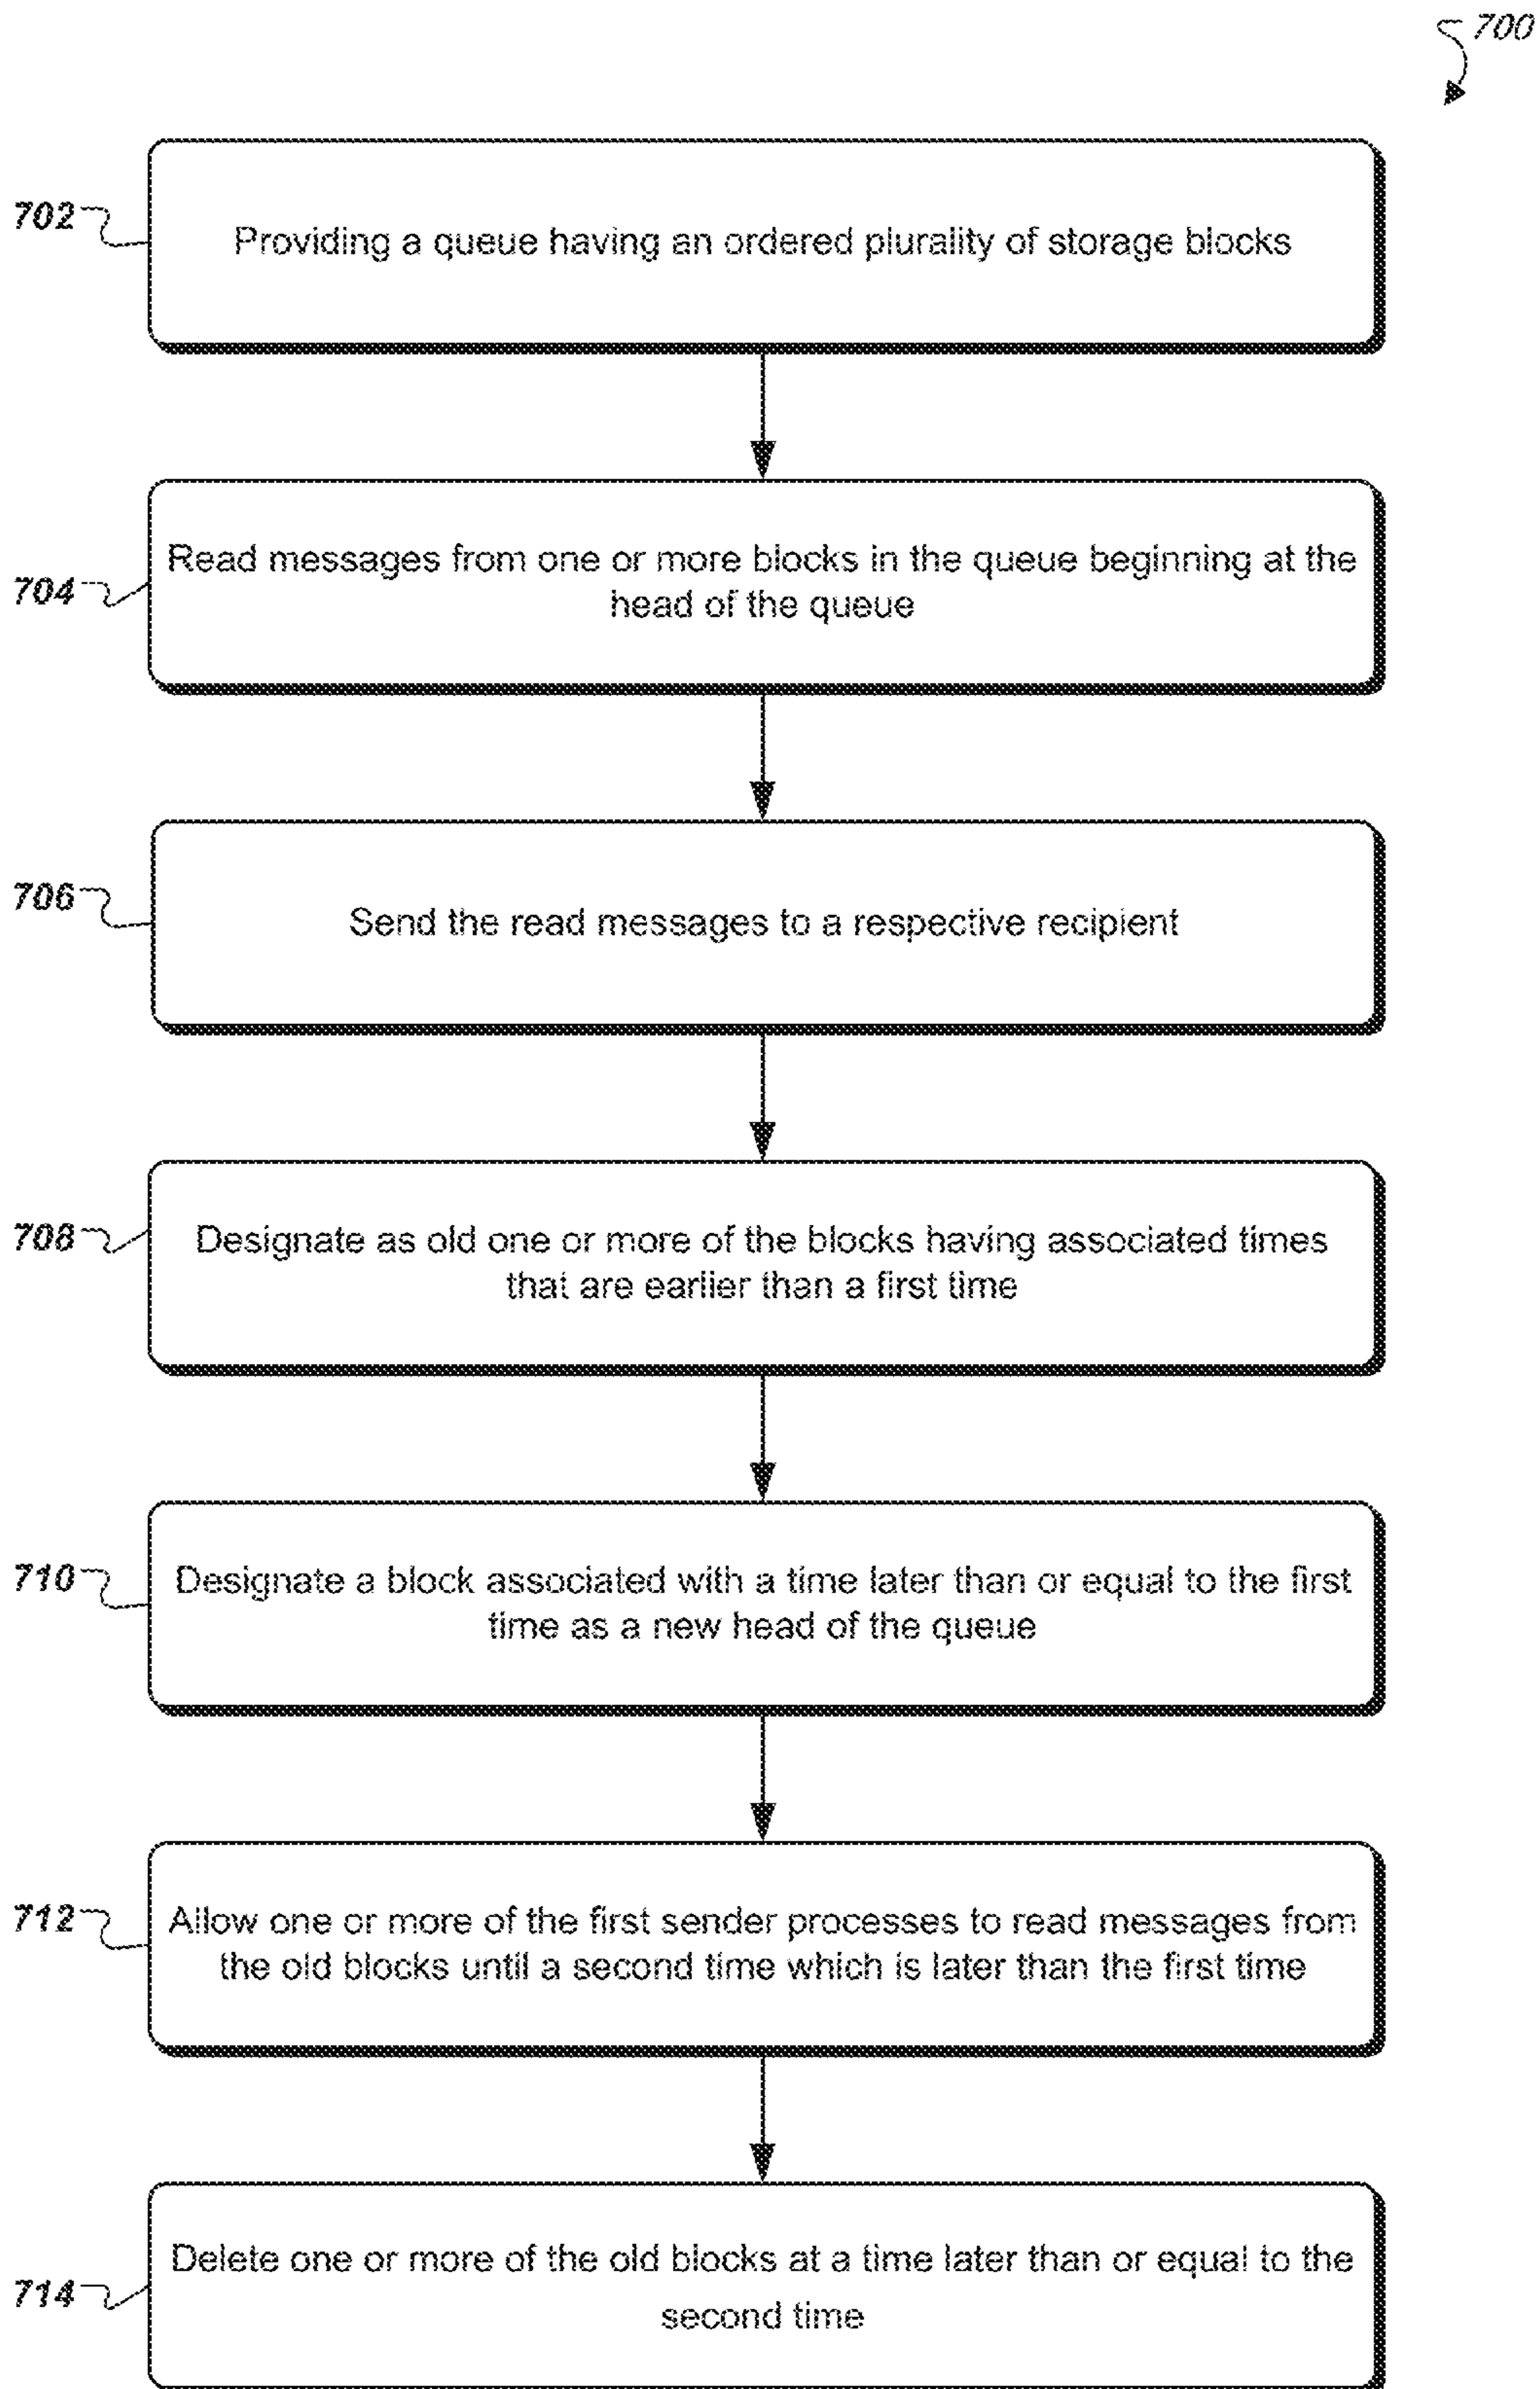 700
702
Providing a queue having an ordered plurality of storage blocks
704
Read messages from one or more blocks in the queue beginning at the
head of the queue
706
Send the read messages to a respective recipient
708
Designate as old one or more of the blocks having associated times
that are earlier than a first time
710
Designate a block associated with a time later than or equal to the first
time as a new head of the queue
712
Allow one or more of the first sender processes to read messages from
the old blocks until a second time which is later than the first time
714
Delete one or more of the old blocks at a time later than or equal to the
second time